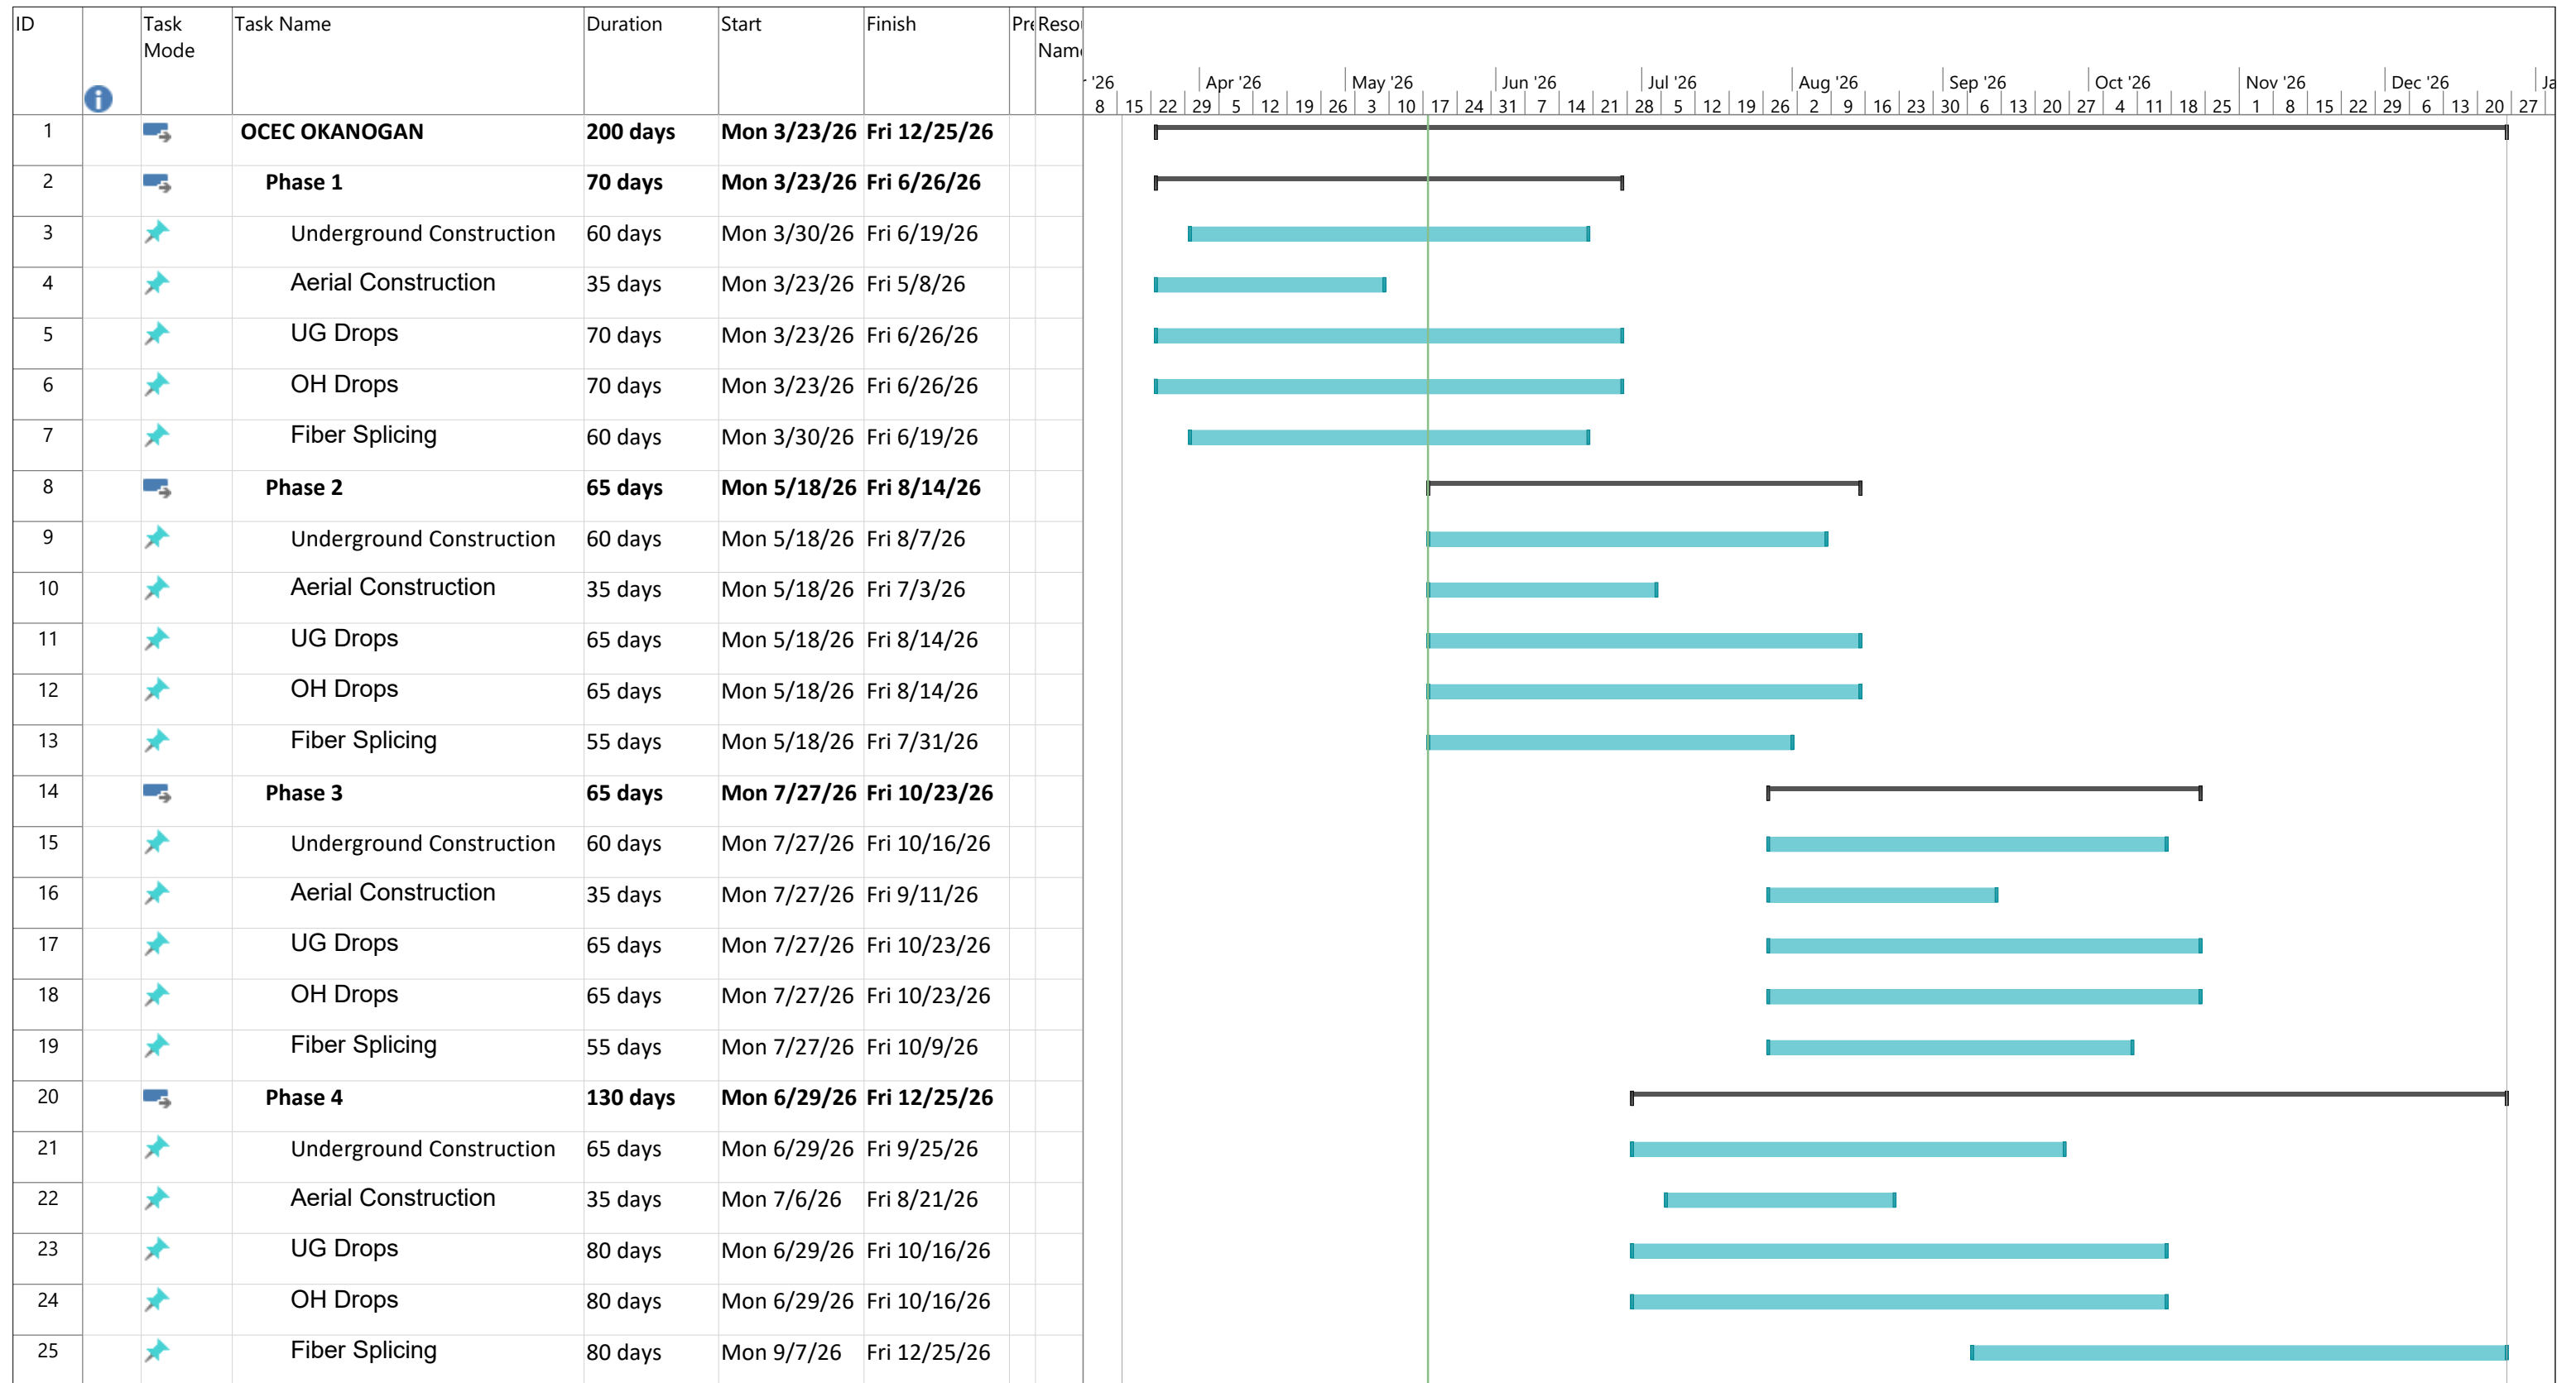 ID Task Mode Task Name Duration Start Finish Pre Reso Name
'26 Apr '26 May '26 Jun '26 Jul '26 Aug '26 Sep '26 Oct '26 Nov '26 Dec '26 Ja
8 15 22 29 5 12 19 26 3 10 17 24 31 7 14 21 28 5 12 19 26 2 9 16 23 30 6 13 20 27 4 11 18 25 1 8 15 22 29 6 13 20 27
1 OCEC OKANOGAN 200 days Mon 3/23/26 Fri 12/25/26
2 Phase 1 70 days Mon 3/23/26 Fri 6/26/26
3 Underground Construction 60 days Mon 3/30/26 Fri 6/19/26
4 Aerial Construction 35 days Mon 3/23/26 Fri 5/8/26
5 UG Drops 70 days Mon 3/23/26 Fri 6/26/26
6 OH Drops 70 days Mon 3/23/26 Fri 6/26/26
7 Fiber Splicing 60 days Mon 3/30/26 Fri 6/19/26
8 Phase 2 65 days Mon 5/18/26 Fri 8/14/26
9 Underground Construction 60 days Mon 5/18/26 Fri 8/7/26
10 Aerial Construction 35 days Mon 5/18/26 Fri 7/3/26
11 UG Drops 65 days Mon 5/18/26 Fri 8/14/26
12 OH Drops 65 days Mon 5/18/26 Fri 8/14/26
13 Fiber Splicing 55 days Mon 5/18/26 Fri 7/31/26
14 Phase 3 65 days Mon 7/27/26 Fri 10/23/26
15 Underground Construction 60 days Mon 7/27/26 Fri 10/16/26
16 Aerial Construction 35 days Mon 7/27/26 Fri 9/11/26
17 UG Drops 65 days Mon 7/27/26 Fri 10/23/26
18 OH Drops 65 days Mon 7/27/26 Fri 10/23/26
19 Fiber Splicing 55 days Mon 7/27/26 Fri 10/9/26
20 Phase 4 130 days Mon 6/29/26 Fri 12/25/26
21 Underground Construction 65 days Mon 6/29/26 Fri 9/25/26
22 Aerial Construction 35 days Mon 7/6/26 Fri 8/21/26
23 UG Drops 80 days Mon 6/29/26 Fri 10/16/26
24 OH Drops 80 days Mon 6/29/26 Fri 10/16/26
25 Fiber Splicing 80 days Mon 9/7/26 Fri 12/25/26